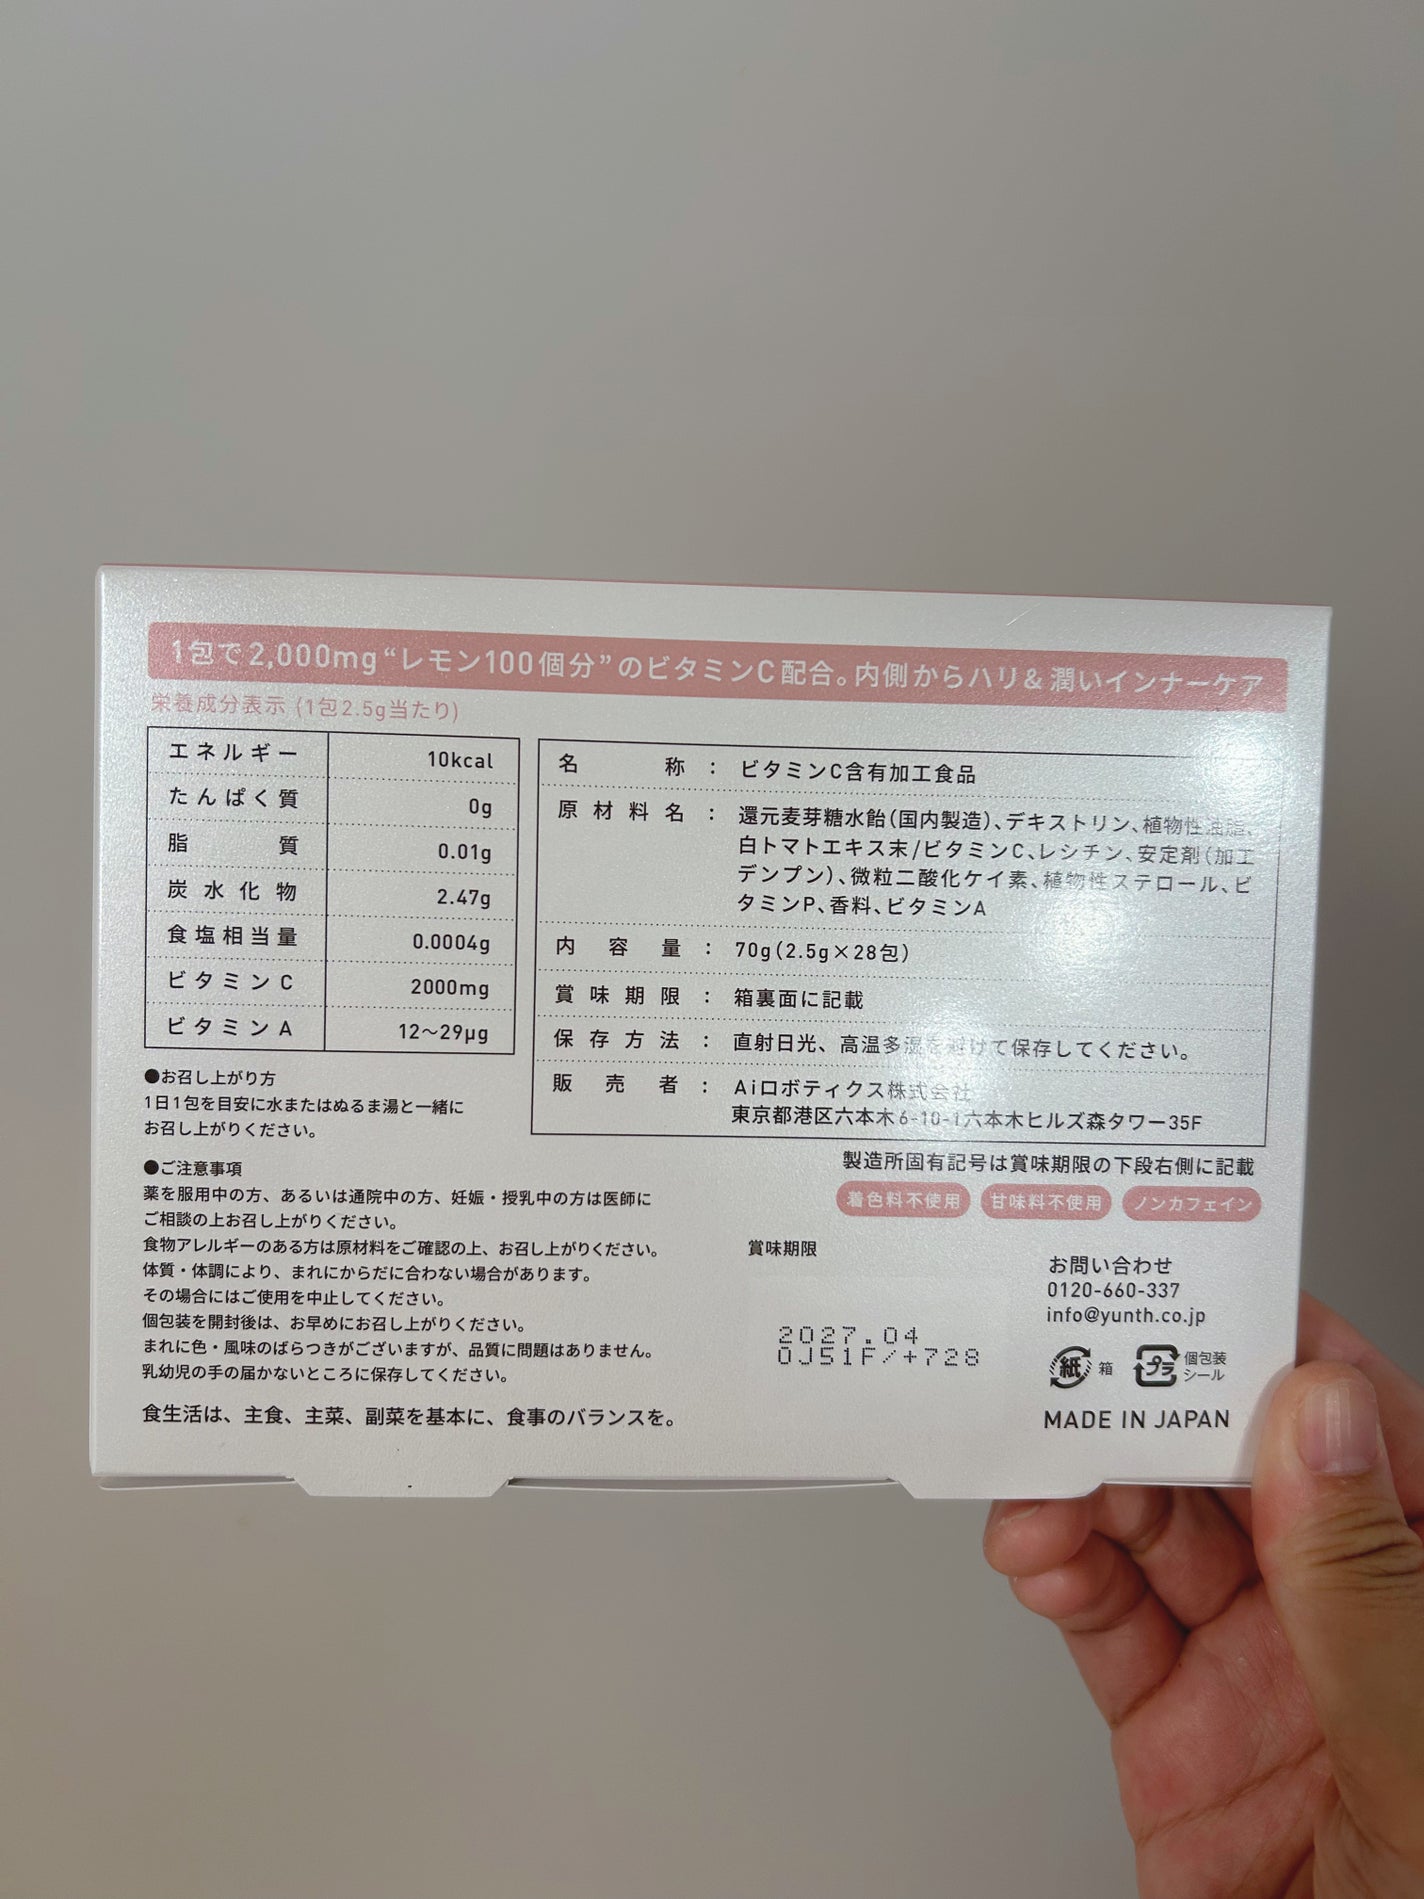 1包で2,000mg“レモン100個分”のビタミンC配合。内側からハリ&潤いインナーケア
栄養成分表示 (1包2.5g当たり)
エネルギー 10kcal
たんぱく質 0g
脂質 0.01g
炭水化物 2.47g
食塩相当量 0.0004g
ビタミンC 2000mg
ビタミンA 12〜29μg
●お召し上がり方
1日1包を目安に水またはぬるま湯と一緒に
お召し上がりください。
●ご注意事項
薬を服用中の方、あるいは通院中の方、妊娠・授乳中の方は医師に
ご相談の上お召し上がりください。
食物アレルギーのある方は原材料をご確認の上、お召し上がりください。
体質・体調により、まれにからだに合わない場合があります。
その場合にはご使用を中止してください。
個包装を開封後は、お早めにお召し上がりください。
まれに色・風味のばらつきがございますが、品質に問題はありません。
乳幼児の手の届かないところに保存してください。
食生活は、主食、主菜、副菜を基本に、食事のバランスを。
名称：ビタミンC含有加工食品
原材料名：還元麦芽糖水飴(国内製造)、デキストリン、植物性油脂、
白トマトエキス末/ビタミンC、レシチン、安定剤(加工
デンプン)、微粒二酸化ケイ素、植物性ステロール、ビ
タミンP、香料、ビタミンA
内容量：70g(2.5g×28包)
賞味期限：箱裏面に記載
保存方法：直射日光、高温多湿を避けて保存してください。
販売者：Aiロボティクス株式会社
東京都港区六本木6-10-1六本木ヒルズ森タワー35F
製造所固有記号は賞味期限の下段右側に記載
着色料不使用 甘味料不使用 ノンカフェイン
賞味期限
2027.04
0J51F/+728
お問い合わせ
0120-660-337
info@yunth.co.jp
紙 箱 プラ 個包装
シール
MADE IN JAPAN